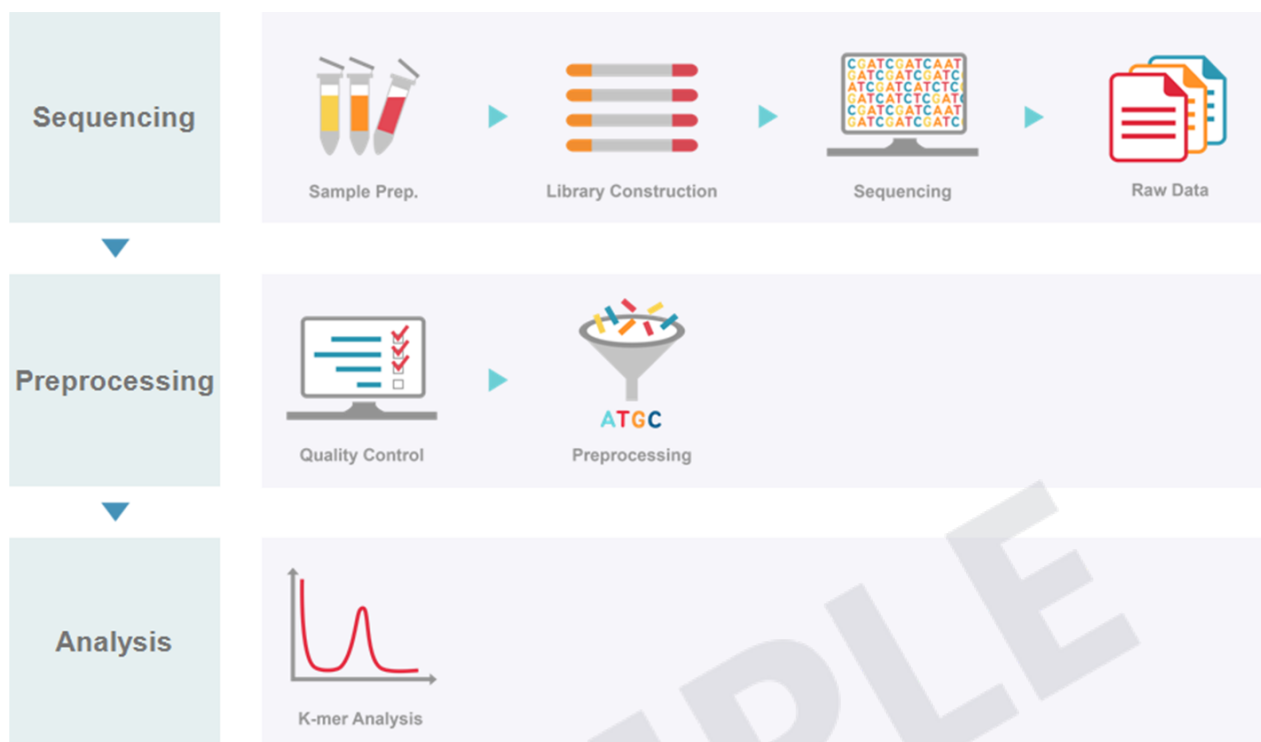 Sequencing
CGATCGATCAAT
GATCGATCGATC
ATCGATCATCTC
GATCATCTCGAT
CGATCGATCAAT
GATCGATCGATC
Sample Prep.
Library Construction
Sequencing
Raw Data
Preprocessing
ATGC
Quality Control
Preprocessing
Analysis
K-mer Analysis
PLE